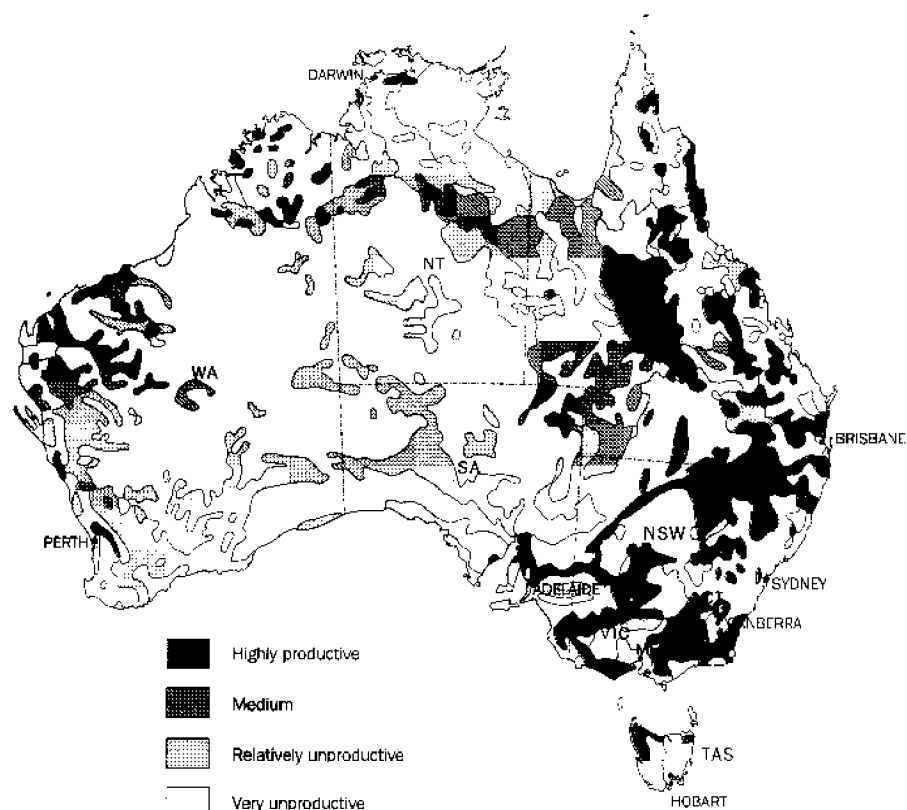 DARWIN
NT
WA
BRISBANE
SA
NSW
PERTH
SYDNEY
ADELAIDE
ACT
CANBERRA
VIC
Highly productive
Medium
Relatively unproductive
TAS
Very unproductive
HOBART